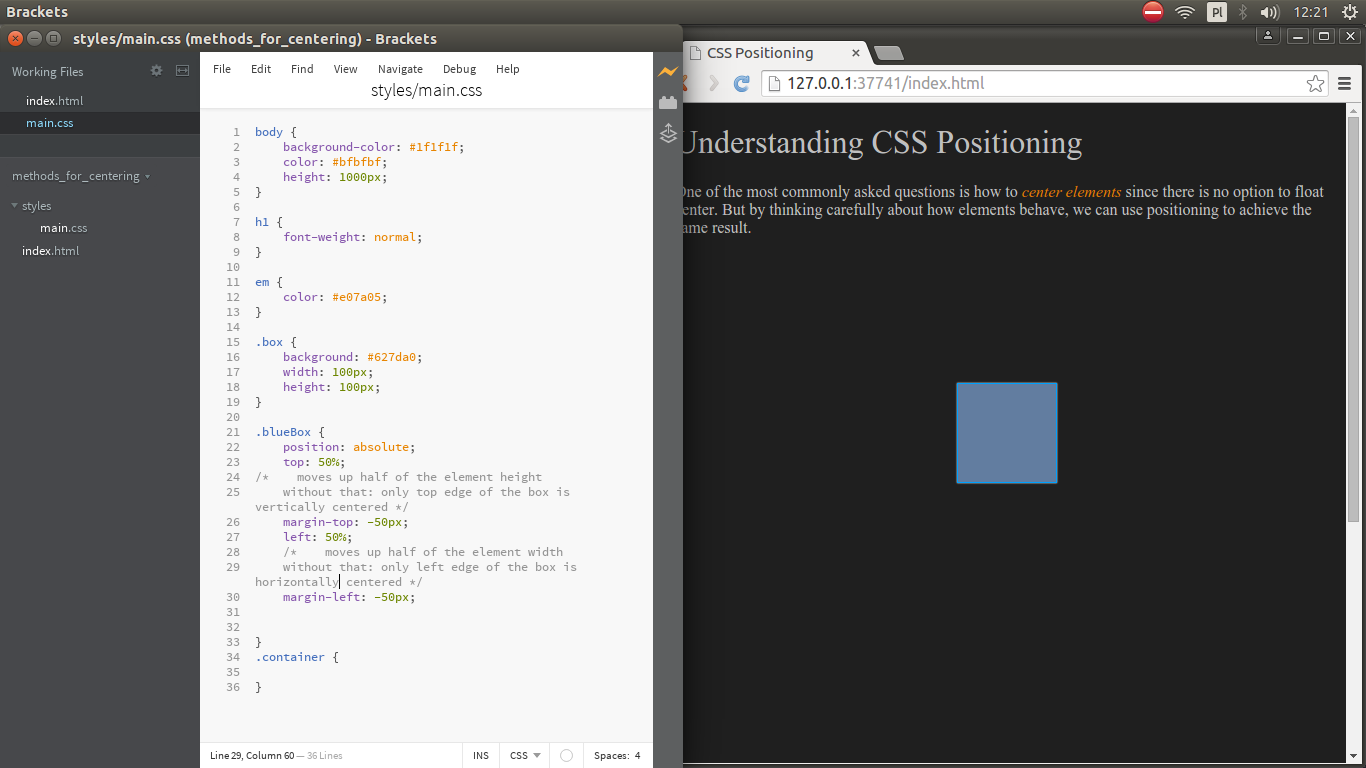 Brackets
Pl
12:21
styles/main.css (methods_for_centering) - Brackets
Working Files
index.html
main.css
methods_for_centering
styles
main.css
index.html
File Edit Find View Navigate Debug Help
styles/main.css
1 body {
2 background-color: #1f1f1f;
3 color: #bfbfbf;
4 height: 1000px;
5 }
6
7 h1 {
8 font-weight: normal;
9 }
10
11 em {
12 color: #e07a05;
13 }
14
15 .box {
16 background: #627da0;
17 width: 100px;
18 height: 100px;
19 }
20
21 .blueBox {
22 position: absolute;
23 top: 50%;
24 /* moves up half of the element height
25 without that: only top edge of the box is
vertically centered */
26 margin-top: -50px;
27 left: 50%;
28 /* moves up half of the element width
29 without that: only left edge of the box is
horizontally centered */
30 margin-left: -50px;
31
32
33 }
34 .container {
35
36 }
Line 29, Column 60 — 36 Lines
INS
CSS
Spaces: 4
CSS Positioning
127.0.0.1:37741/index.html
Understanding CSS Positioning
One of the most commonly asked questions is how to center elements since there is no option to float
enter. But by thinking carefully about how elements behave, we can use positioning to achieve the
ame result.